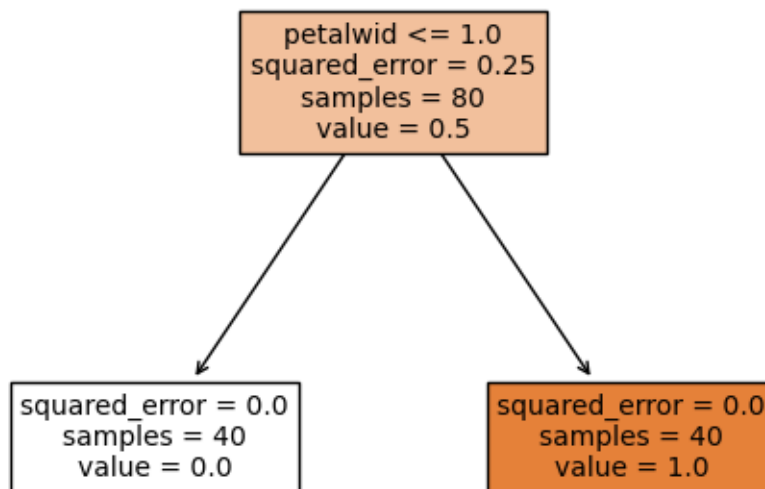 petalwid <= 1.0
squared_error = 0.25
samples = 80
value = 0.5
squared_error = 0.0
samples = 40
value = 0.0
squared_error = 0.0
samples = 40
value = 1.0